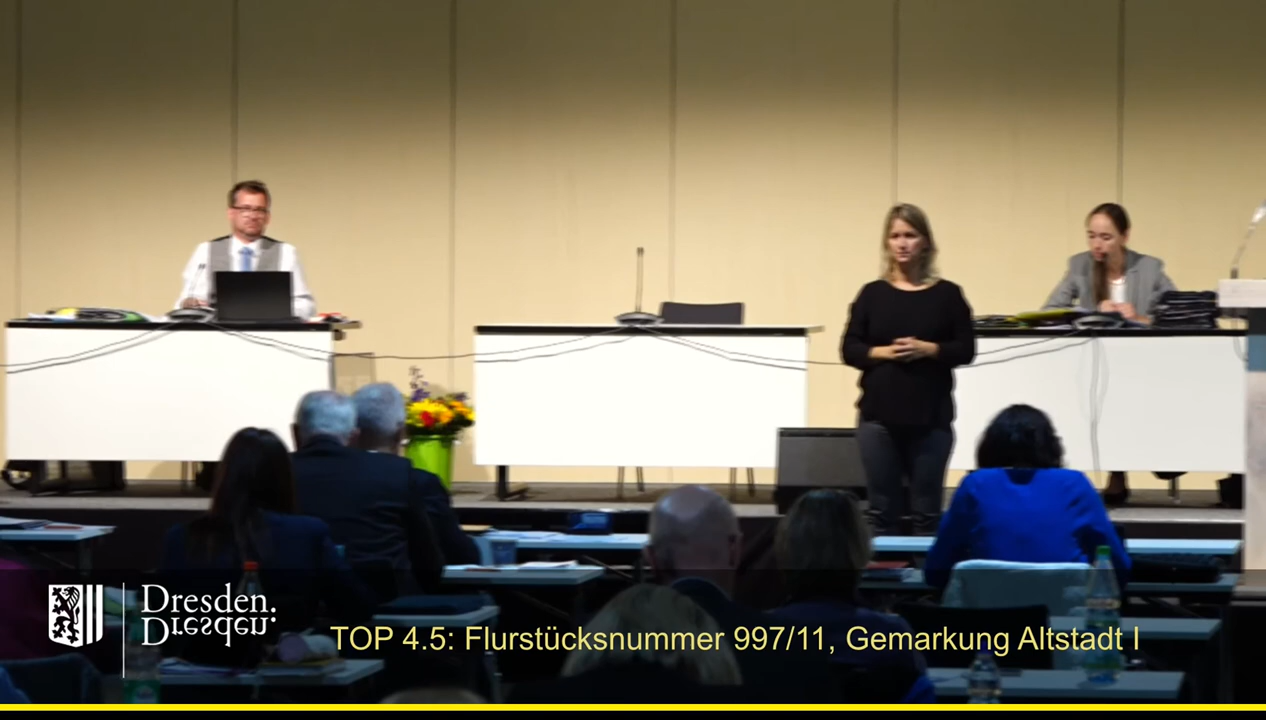 Dresden.
Dresden.
TOP 4.5: Flurstücksnummer 997/11, Gemarkung Altstadt I